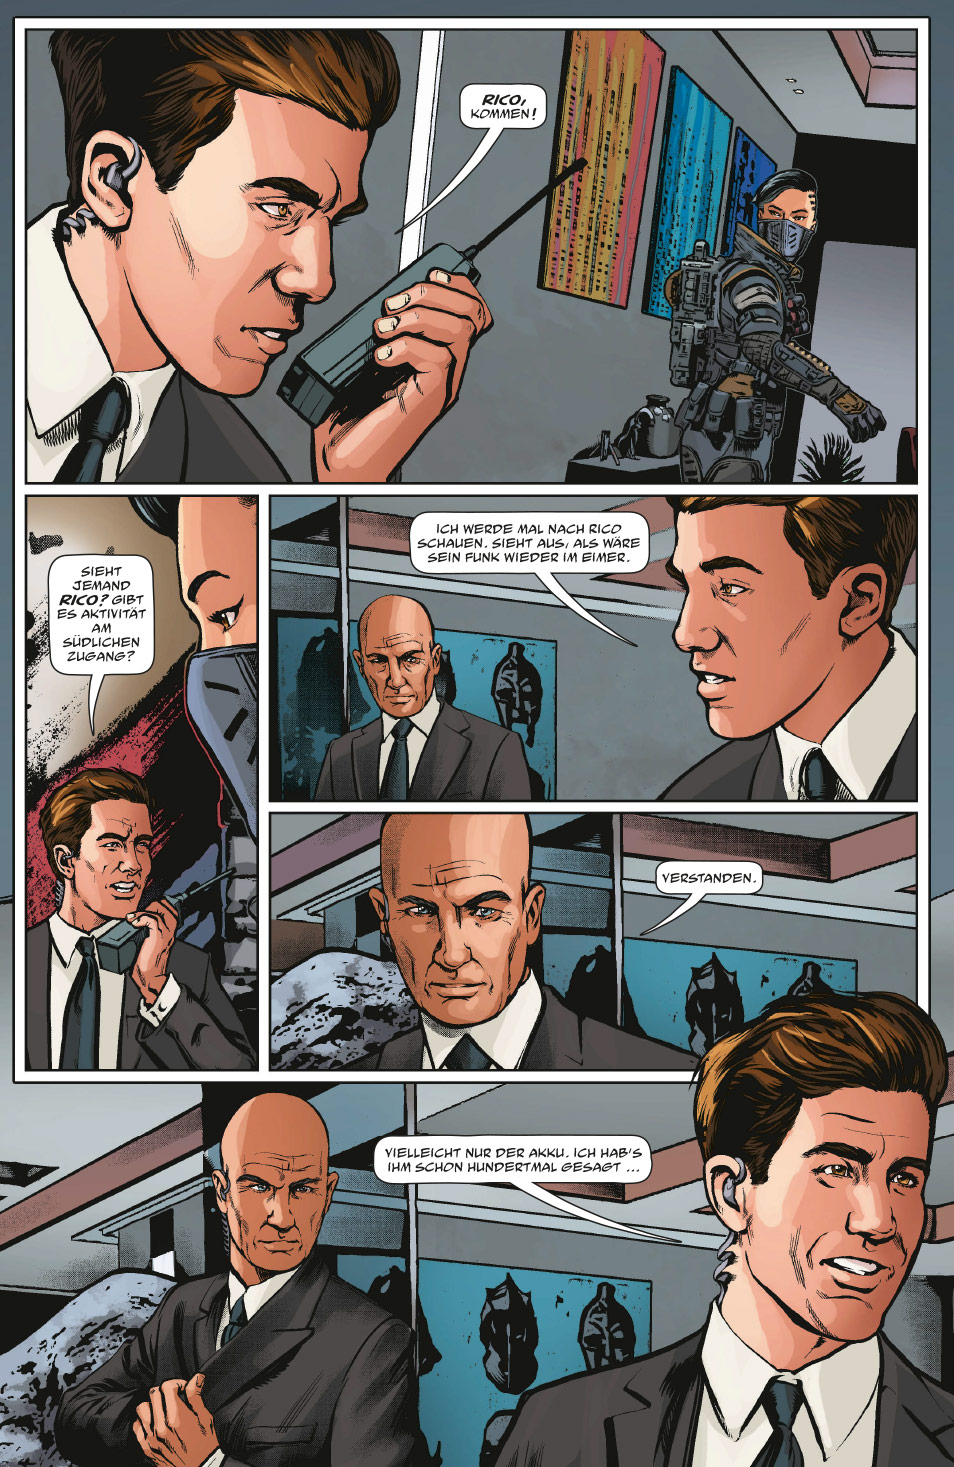 RICO,
KOMMEN!
SIEHT
JEMAND
RICO? GIBT
ES AKTIVITÄT
AM
SÜDLICHEN
ZUGANG?
ICH WERDE MAL NACH RICO
SCHAUEN. SIEHT AUS, ALS WÄRE
SEIN FUNK WIEDER IM EIMER.
VERSTANDEN.
VIELLEICHT NUR DER AKKU. ICH HAB'S
IHM SCHON HUNDERTMAL GESAGT ...